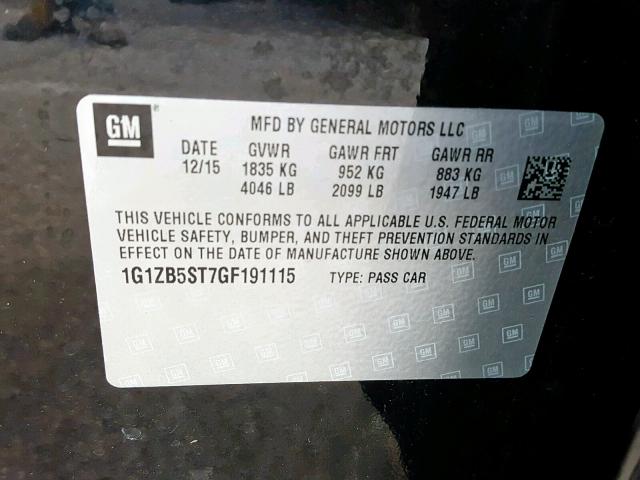 GM
MFD BY GENERAL MOTORS LLC
DATE GVWR GAWR FRT GAWR RR
12/15 1835 KG 952 KG 883 KG
4046 LB 2099 LB 1947 LB
THIS VEHICLE CONFORMS TO ALL APPLICABLE U.S. FEDERAL MOTOR
VEHICLE SAFETY, BUMPER, AND THEFT PREVENTION STANDARDS IN
EFFECT ON THE DATE OF MANUFACTURE SHOWN ABOVE.
1G1ZB5ST7GF191115 TYPE: PASS CAR